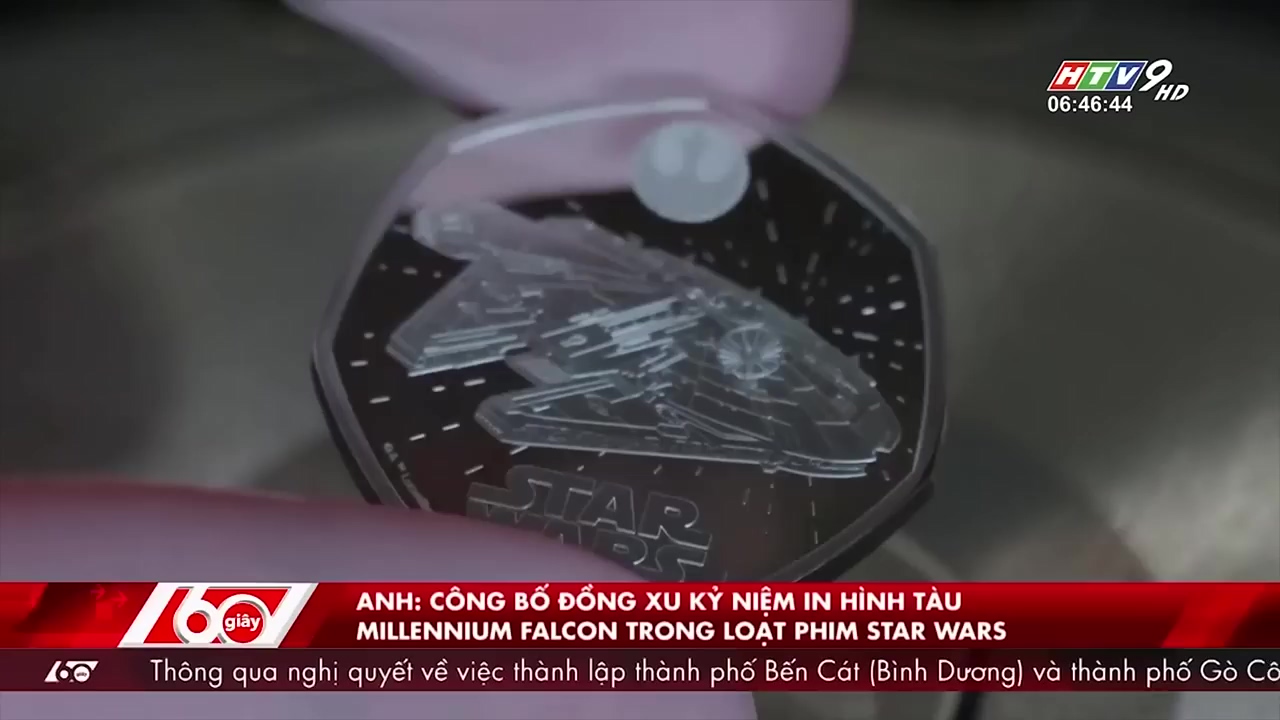 HTV9 HD
06:46:44
STAR
WARS
60 giây
ANH: CÔNG BỐ ĐỒNG XU KỶ NIỆM IN HÌNH TÀU
MILLENNIUM FALCON TRONG LOẠT PHIM STAR WARS
60 giây
Thông qua nghị quyết về việc thành lập thành phố Bến Cát (Bình Dương) và thành phố Gò Cô